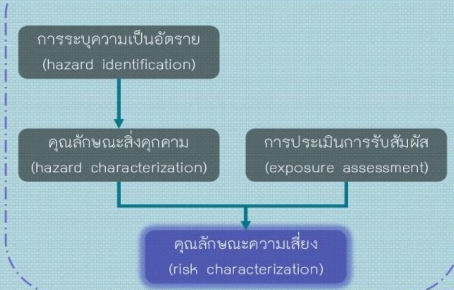 การระบุความเป็นอัตราย
(hazard identification)
คุณลักษณะสิ่งคุกคาม
(hazard characterization)
การประเมินการรับสัมผัส
(exposure assessment)
คุณลักษณะความเสี่ยง
(risk characterization)